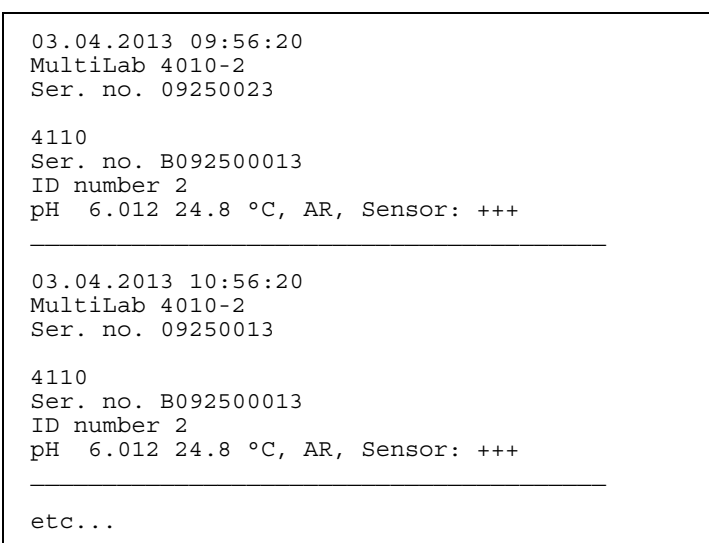 03.04.2013 09:56:20
MultiLab 4010-2
Ser. no. 09250023
4110
Ser. no. B092500013
ID number 2
pH  6.012 24.8 °C, AR, Sensor: +++
________________________________________
03.04.2013 10:56:20
MultiLab 4010-2
Ser. no. 09250013
4110
Ser. no. B092500013
ID number 2
pH  6.012 24.8 °C, AR, Sensor: +++
________________________________________
etc...